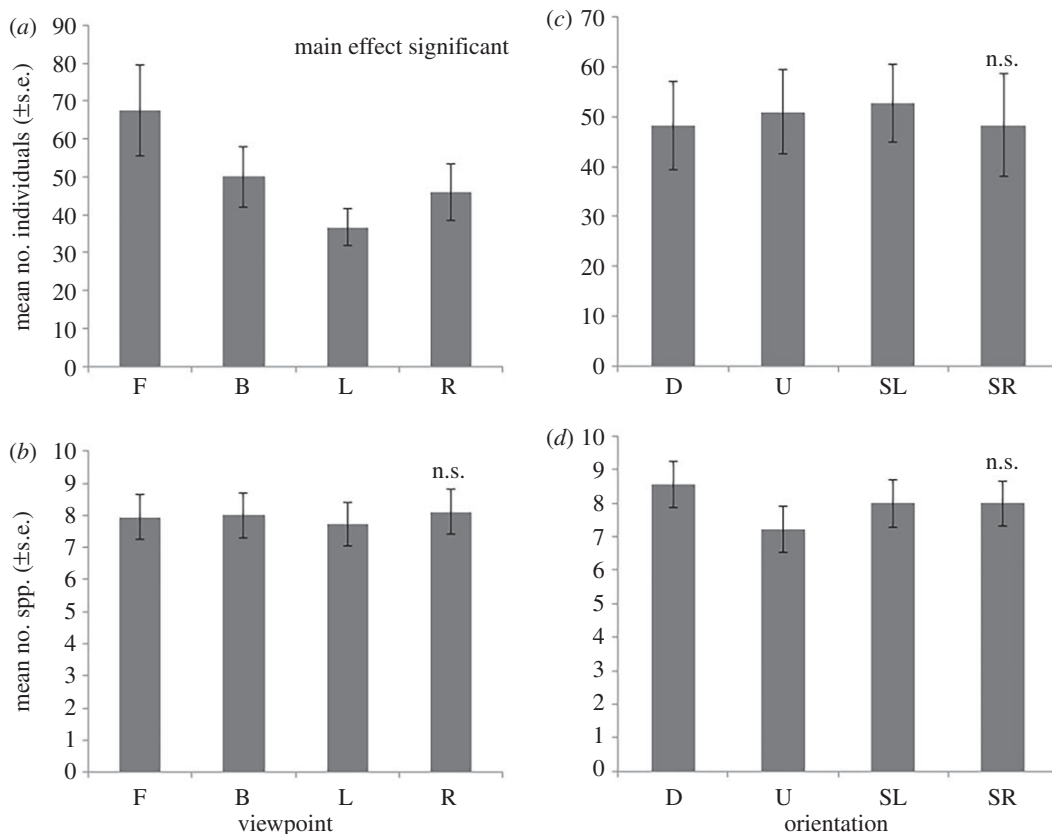 (a)
mean no. individuals (±s.e.)
90
80
70
60
50
40
30
20
10
0
main effect significant
F B L R
(c)
70
60
50
40
30
20
10
0
n.s.
D U SL SR
(b)
mean no. spp. (±s.e.)
10
9
8
7
6
5
4
3
2
1
0
n.s.
F B L R
viewpoint
(d)
10
9
8
7
6
5
4
3
2
1
0
n.s.
D U SL SR
orientation